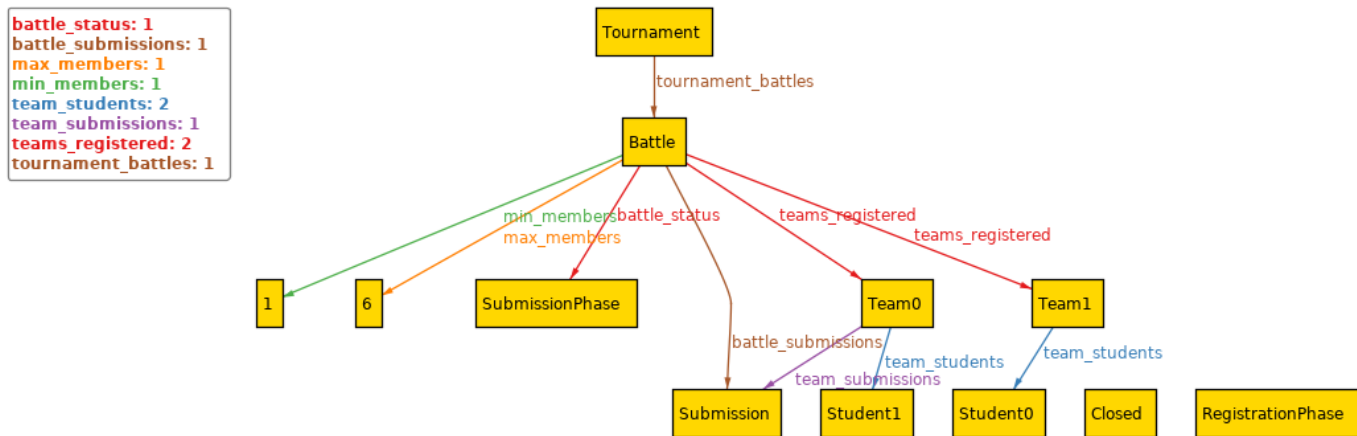 battle_status: 1
battle_submissions: 1
max_members: 1
min_members: 1
team_students: 2
team_submissions: 1
teams_registered: 2
tournament_battles: 1
Tournament
tournament_battles
Battle
min_members
battle_status
teams_registered
teams_registered
max_members
1
6
SubmissionPhase
Team0
Team1
battle_submissions
team_students
team_students
team_submissions
Submission
Student1
Student0
Closed
RegistrationPhase